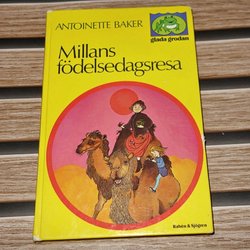 ANTOINETTE BAKER
glada grodan
Millans
födelsedagsresa
Rabén & Sjögren